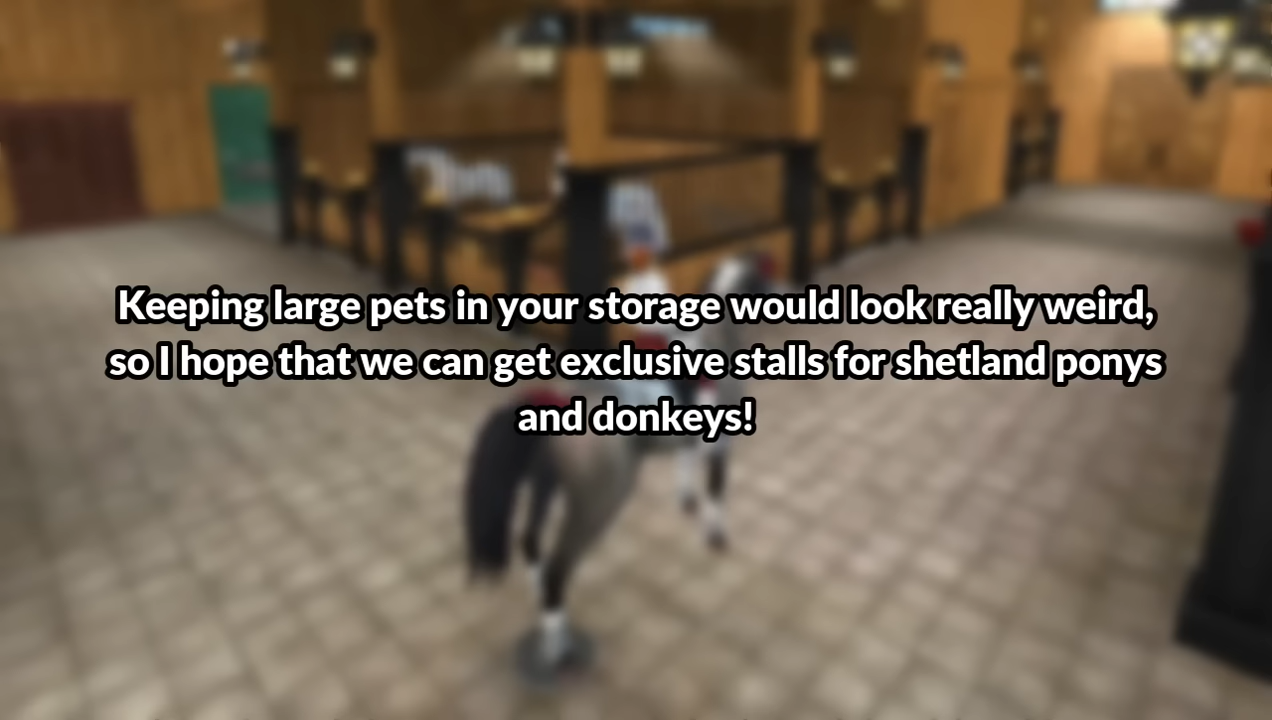 Keeping large pets in your storage would look really weird,
so I hope that we can get exclusive stalls for shetland ponys
and donkeys!